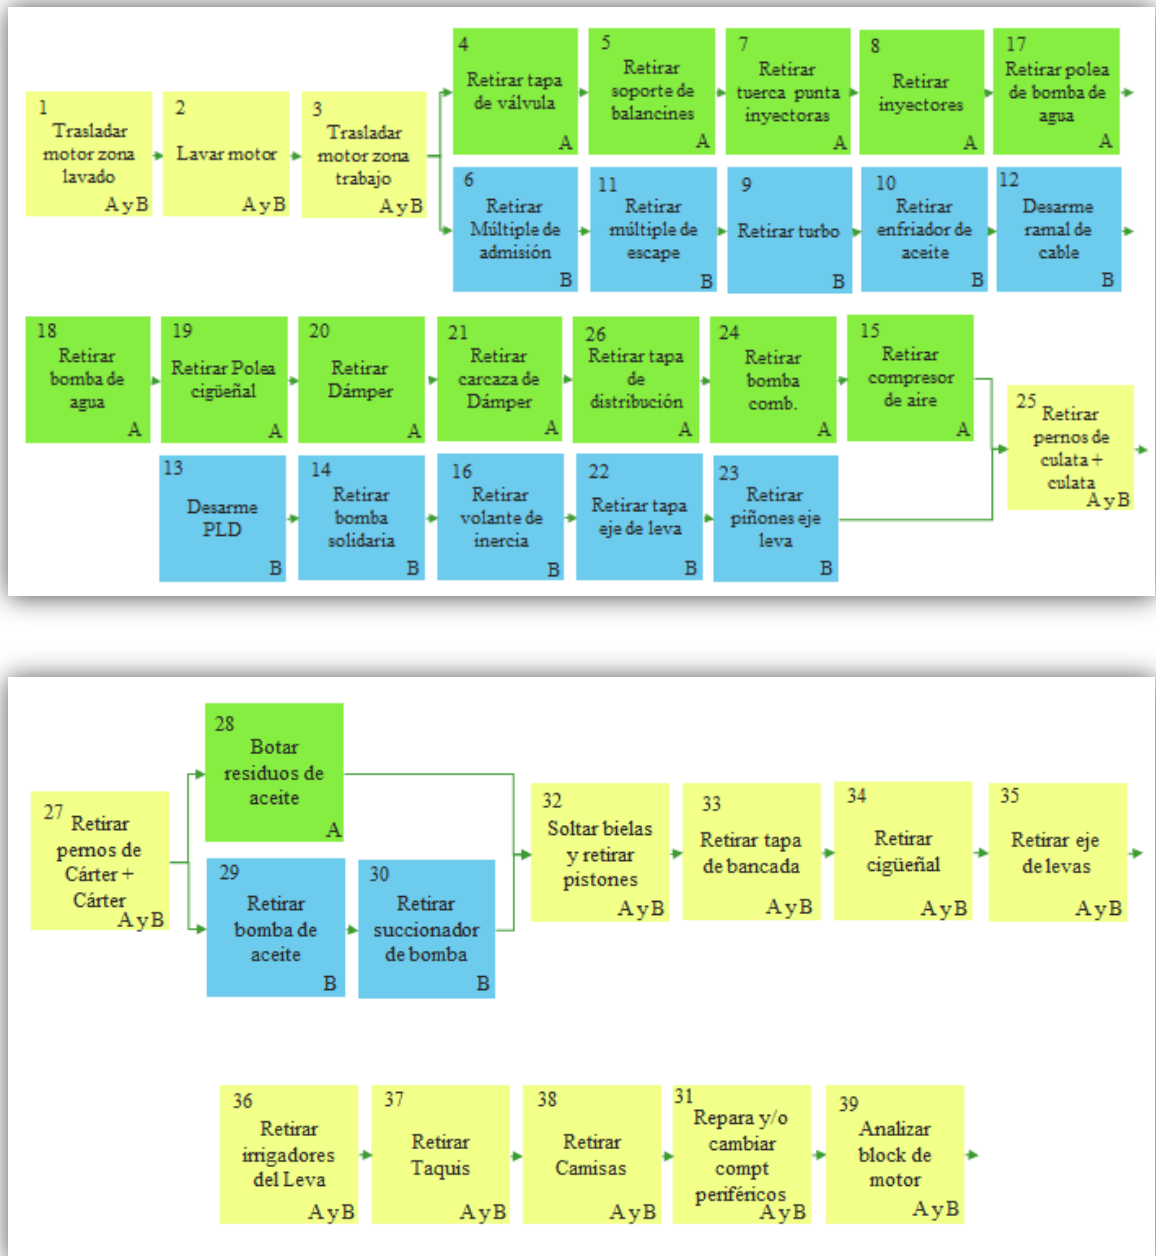 1
Trasladar
motor zona
lavado
A y B
2
Lavar motor
A y B
3
Trasladar
motor zona
trabajo
A y B
4
Retirar tapa
de válvula
A
5
Retirar
soporte de
balancines
A
7
Retirar
tuerca punta
inyectoras
A
8
Retirar
inyectores
A
17
Retirar polea
de bomba de
agua
A
6
Retirar
Múltiple de
admisión
B
11
Retirar
múltiple de
escape
B
9
Retirar turbo
B
10
Retirar
enfriador de
aceite
B
12
Desarme
ramal de
cable
B
18
Retirar
bomba de
agua
A
19
Retirar Polea
cigüeñal
A
20
Retirar
Dámper
A
21
Retirar
carcaza de
Dámper
A
26
Retirar tapa
de
distribución
A
24
Retirar
bomba
comb.
A
15
Retirar
compresor
de aire
A
13
Desarme
PLD
B
14
Retirar
bomba
solidaria
B
16
Retirar
volante de
inercia
B
22
Retirar tapa
eje de leva
B
23
Retirar
piñones eje
leva
B
25
Retirar
pernos de
culata +
culata
A y B
27
Retirar
pernos de
Cárter +
Cárter
A y B
28
Botar
residuos de
aceite
A
29
Retirar
bomba de
aceite
B
30
Retirar
succionador
de bomba
B
32
Soltar bielas
y retirar
pistones
A y B
33
Retirar tapa
de bancada
A y B
34
Retirar
cigüeñal
A y B
35
Retirar eje
de levas
A y B
36
Retirar
irrigadores
del Leva
A y B
37
Retirar
Taquis
A y B
38
Retirar
Camisas
A y B
31
Repara y/o
cambiar
compt
periféricos
A y B
39
Analizar
block de
motor
A y B